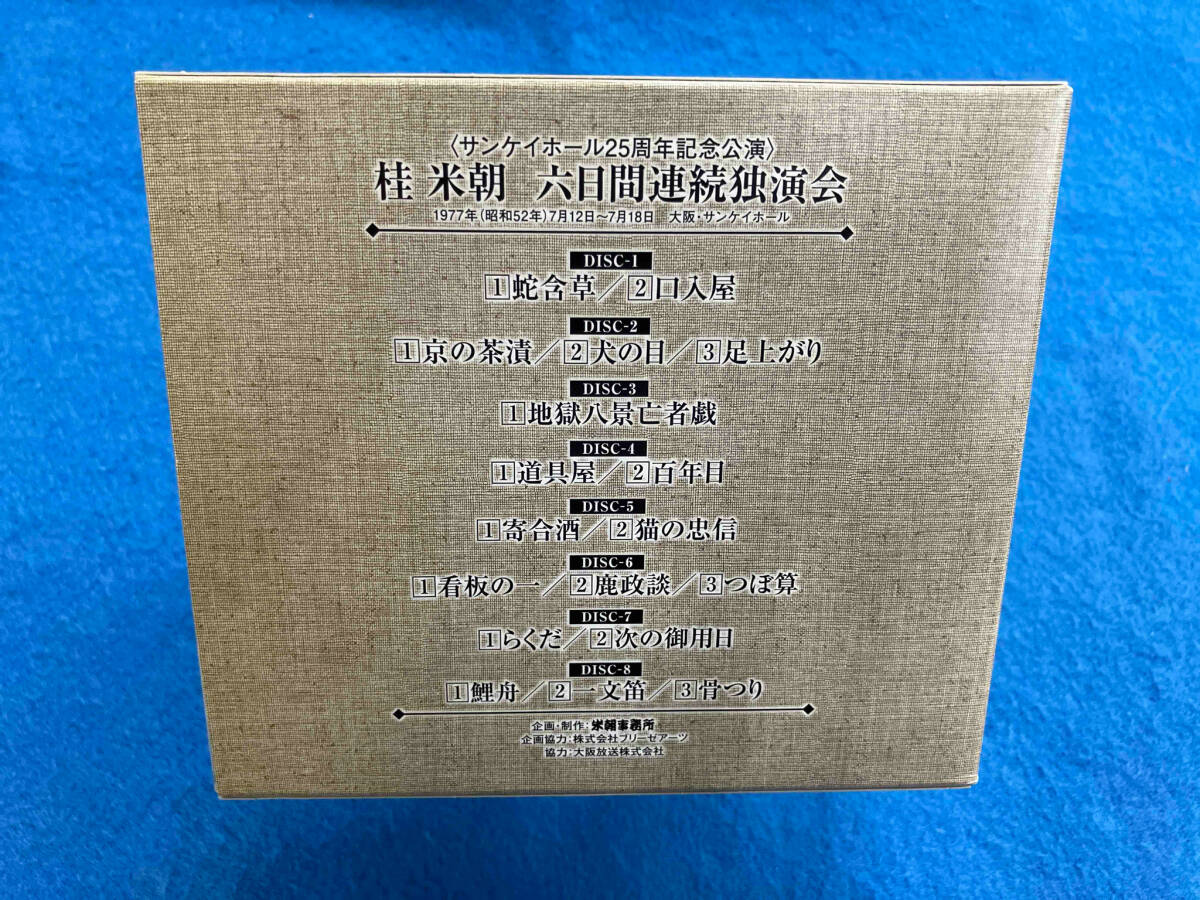 〈サンケイホール25周年記念公演〉
桂 米朝 六日間連続独演会
1977年(昭和52年)7月12日～7月18日 大阪・サンケイホール
DISC-1
1蛇含草／2口入屋
DISC-2
1京の茶漬／2犬の目／3足上がり
DISC-3
1地獄八景亡者戯
DISC-4
1道具屋／2百年目
DISC-5
1寄合酒／2猫の忠信
DISC-6
1看板の一／2鹿政談／3つぼ算
DISC-7
1らくだ／2次の御用日
DISC-8
1鯉舟／2一文笛／3骨つり
企画・制作：米朝事務所
企画協力：株式会社ブリーゼアーツ
協力：大阪放送株式会社